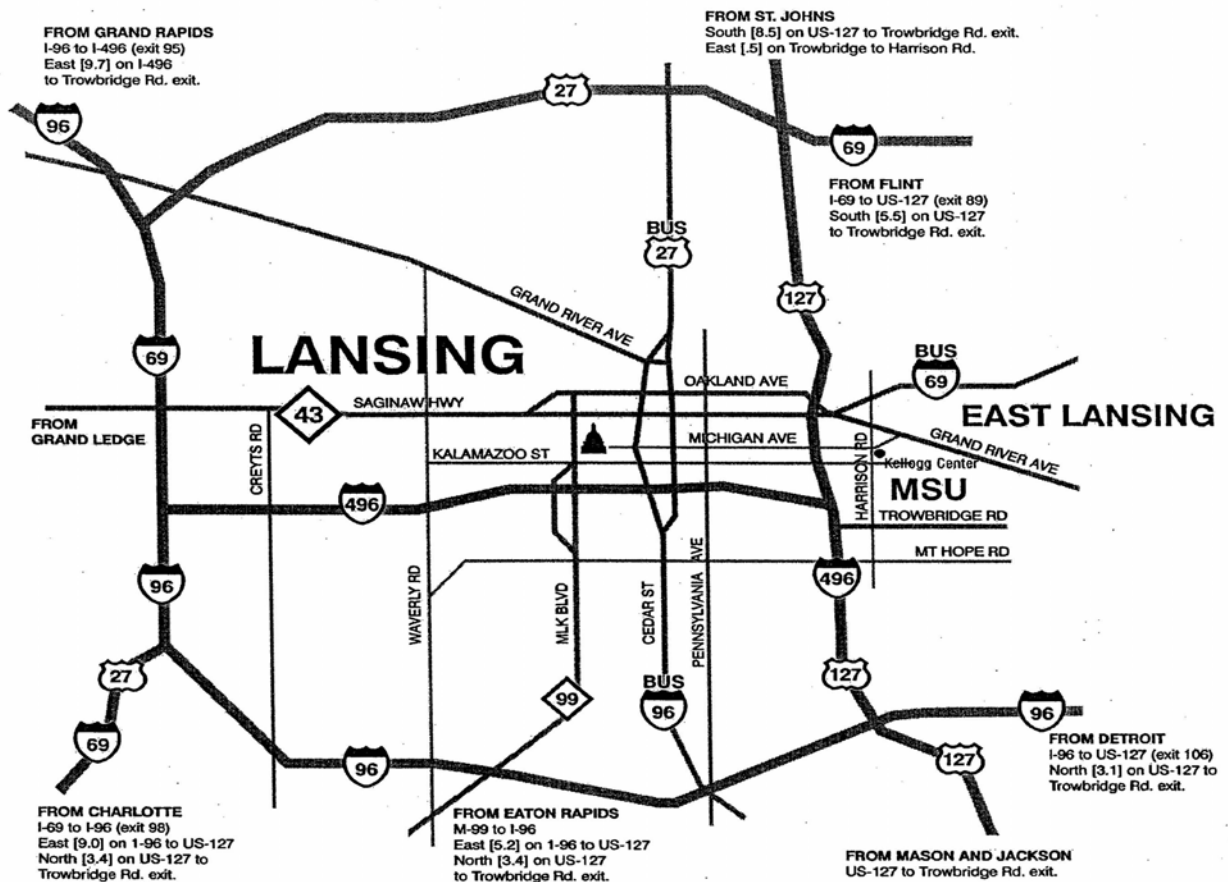 FROM GRAND RAPIDS
I-96 to I-496 (exit 95)
East [9.7] on I-496
to Trowbridge Rd. exit.
FROM ST. JOHNS
South [8.5] on US-127 to Trowbridge Rd. exit.
East [.5] on Trowbridge to Harrison Rd.
96
27
69
FROM FLINT
I-69 to US-127 (exit 89)
South [5.5] on US-127
to Trowbridge Rd. exit.
BUS
27
127
GRAND RIVER AVE
69
LANSING
BUS
69
OAKLAND AVE
43
SAGINAW HWY
EAST LANSING
FROM
GRAND LEDGE
MICHIGAN AVE
GRAND RIVER AVE
KALAMAZOO ST
Kellogg Center
CREYTS RD
HARRISON RD
MSU
496
TROWBRIDGE RD
MT HOPE RD
96
496
WAVERLY RD
MLK BLVD
CEDAR ST
PENNSYLVANIA AVE
27
127
99
BUS
96
96
69
96
127
FROM DETROIT
I-96 to US-127 (exit 106)
North [3.1] on US-127 to
Trowbridge Rd. exit.
FROM CHARLOTTE
I-69 to I-96 (exit 98)
East [9.0] on 1-96 to US-127
North [3.4] on US-127 to
Trowbridge Rd. exit.
FROM EATON RAPIDS
M-99 to I-96
East [5.2] on 1-96 to US-127
North [3.4] on US-127
to Trowbridge Rd. exit.
FROM MASON AND JACKSON
US-127 to Trowbridge Rd. exit.